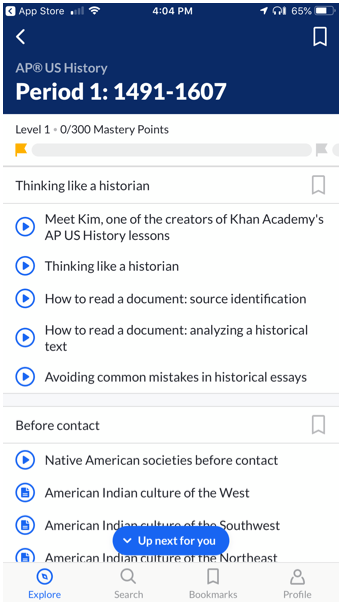 App Store
4:04 PM
65%
AP® US History
Period 1: 1491-1607
Level 1 • 0/300 Mastery Points
Thinking like a historian
Meet Kim, one of the creators of Khan Academy's
AP US History lessons
Thinking like a historian
How to read a document: source identification
How to read a document: analyzing a historical
text
Avoiding common mistakes in historical essays
Before contact
Native American societies before contact
American Indian culture of the West
American Indian culture of the Southwest
Up next for you
American Indian culture of the Northeast
Explore
Search
Bookmarks
Profile